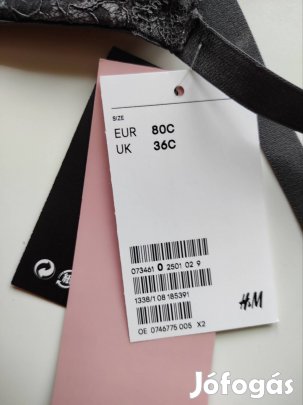 SIZE
EUR 80C
UK 36C
073461 0 2501 02 9
1338/1 08 185391
H&M
OE 0746775 005 X2
Jófogás